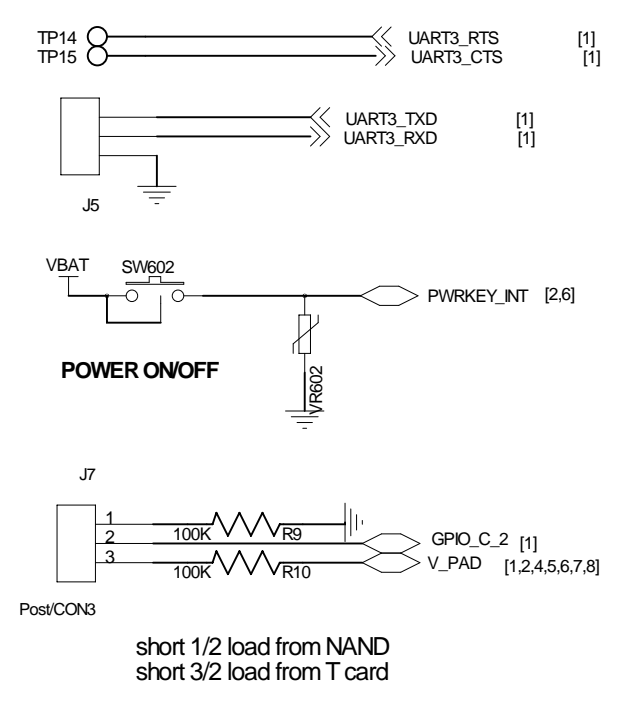 TP14 UART3_RTS [1]
TP15 UART3_CTS [1]
UART3_TXD [1]
UART3_RXD [1]
J5
VBAT SW602
PWRKEY_INT [2,6]
POWER ON/OFF
VR602
J7
1
100K R9
2 GPIO_C_2 [1]
3 V_PAD [1,2,4,5,6,7,8]
100K R10
Post/CON3
short 1/2 load from NAND
short 3/2 load from T card